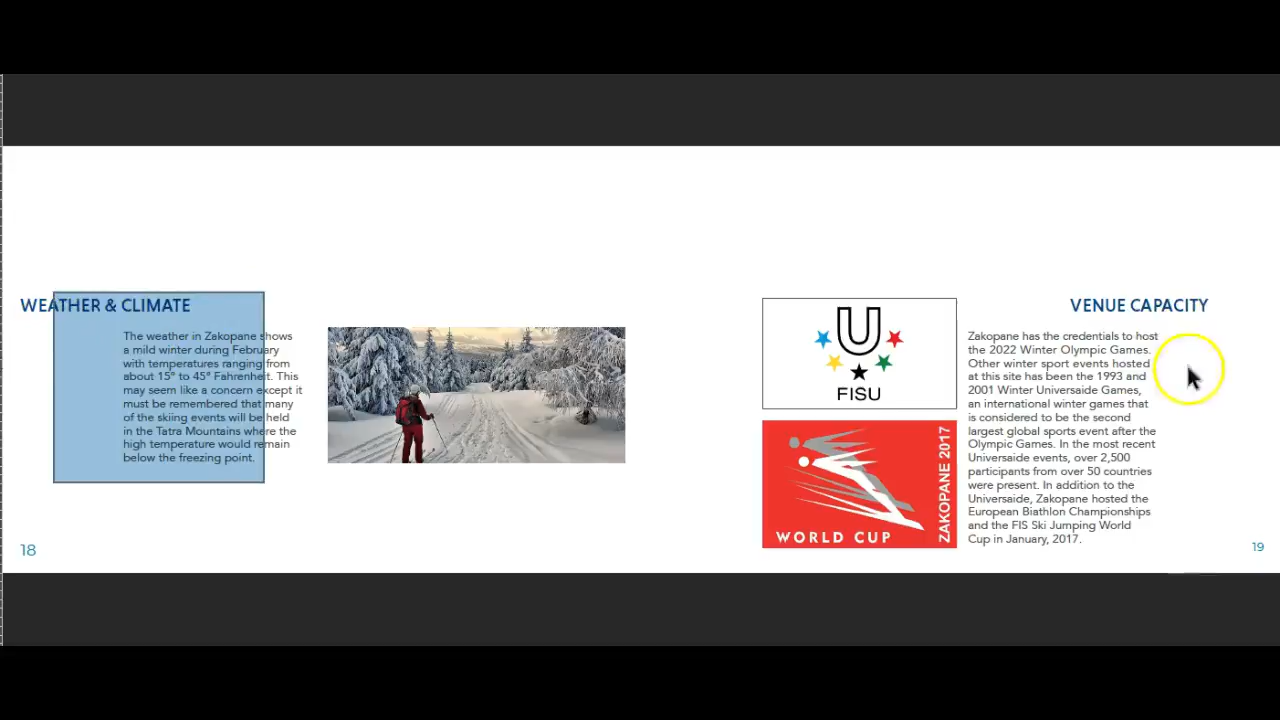 WEATHER & CLIMATE
The weather in Zakopane shows
a mild winter during February
with temperatures ranging from
about 15° to 45° Fahrenheit. This
may seem like a concern except it
must be remembered that many
of the skiing events will be held
in the Tatra Mountains where the
high temperature would remain
below the freezing point.
18
FISU
ZAKOPANE 2017
WORLD CUP
VENUE CAPACITY
Zakopane has the credentials to host
the 2022 Winter Olympic Games.
Other winter sport events hosted
at this site has been the 1993 and
2001 Winter Universaide Games,
an international winter games that
is considered to be the second
largest global sports event after the
Olympic Games. In the most recent
Universaide events, over 2,500
participants from over 50 countries
were present. In addition to the
Universaide, Zakopane hosted the
European Biathlon Championships
and the FIS Ski Jumping World
Cup in January, 2017.
19